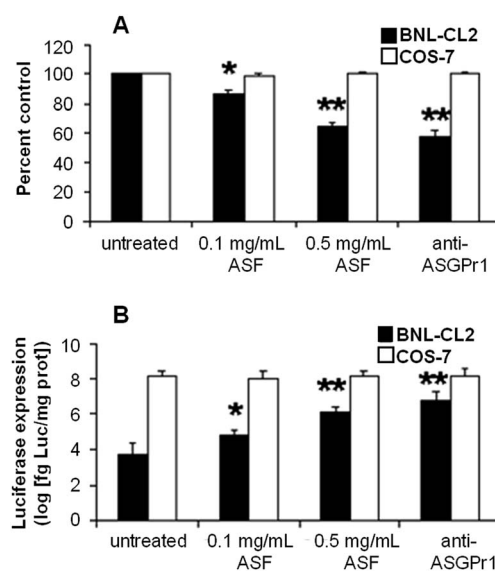 A
BNL-CL2
COS-7
Percent control
120
100
80
60
40
20
0
*
**
**
untreated
0.1 mg/mL
ASF
0.5 mg/mL
ASF
anti-
ASGPr1
B
BNL-CL2
COS-7
Luciferase expression
(log [fg Luc/mg prot])
10
8
6
4
2
0
*
**
**
untreated
0.1 mg/mL
ASF
0.5 mg/mL
ASF
anti-
ASGPr1